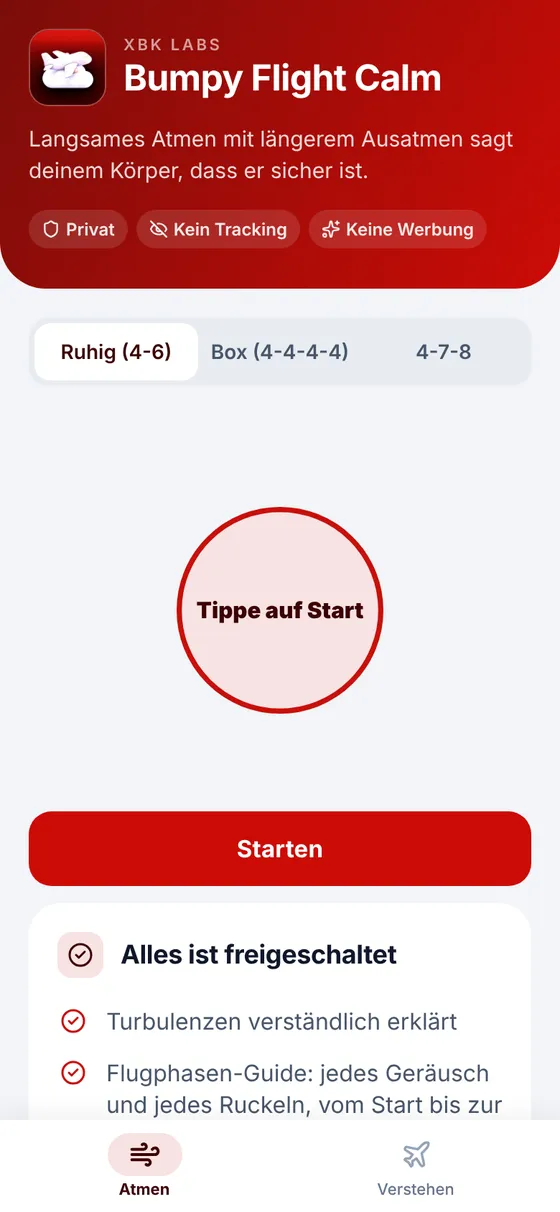 XBK LABS
Bumpy Flight Calm
Langsames Atmen mit längerem Ausatmen sagt
deinem Körper, dass er sicher ist.
Privat
Kein Tracking
Keine Werbung
Ruhig (4-6)
Box (4-4-4-4)
4-7-8
Tippe auf Start
Starten
Alles ist freigeschaltet
Turbulenzen verständlich erklärt
Flugphasen-Guide: jedes Geräusch
und jedes Ruckeln, vom Start bis zur
Atmen
Verstehen